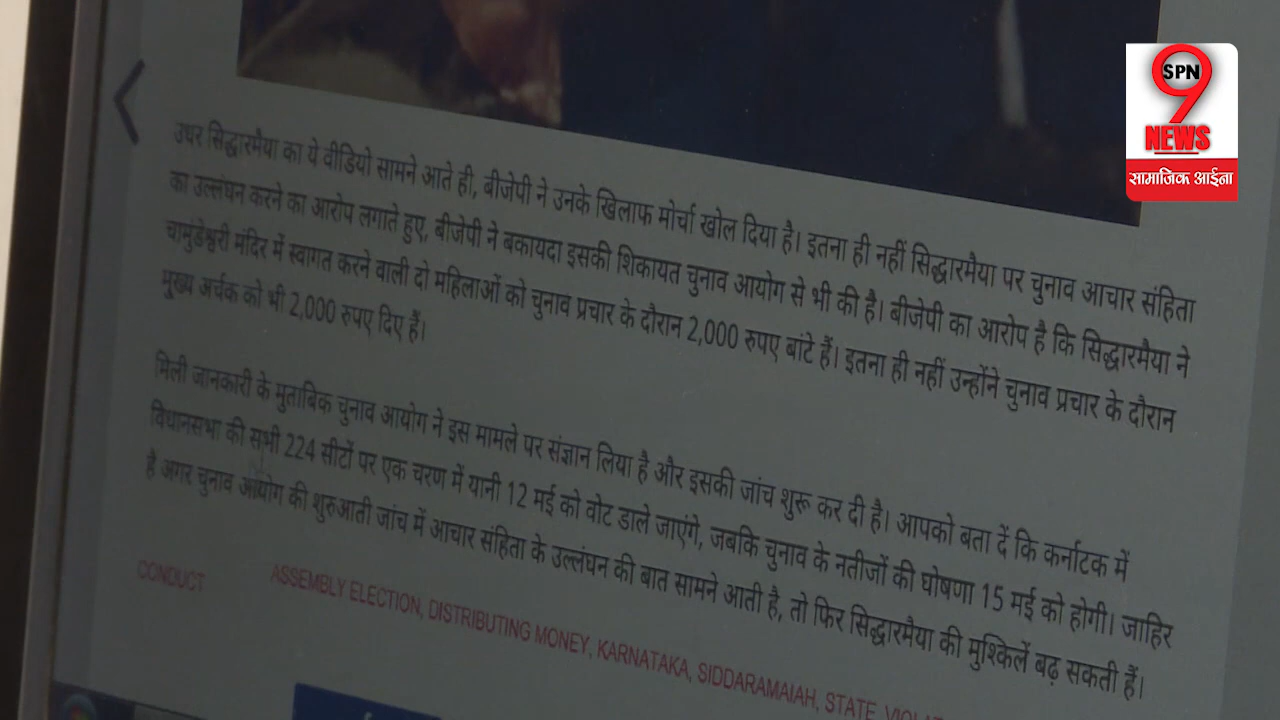 SPN
9
NEWS
सामाजिक आईना
उधर सिद्धारमैया का ये वीडियो सामने आते ही, बीजेपी ने उनके खिलाफ मोर्चा खोल दिया है। इतना ही नहीं सिद्धारमैया पर चुनाव आचार संहिता
का उल्लंघन करने का आरोप लगाते हुए, बीजेपी ने बकायदा इसकी शिकायत चुनाव आयोग से भी की है। बीजेपी का आरोप है कि सिद्धारमैया ने
चामुंडेश्वरी मंदिर में स्वागत करने वाली दो महिलाओं को चुनाव प्रचार के दौरान 2,000 रुपए बांटे हैं। इतना ही नहीं उन्होंने चुनाव प्रचार के दौरान
मुख्य अर्चक को भी 2,000 रुपए दिए हैं।
मिली जानकारी के मुताबिक चुनाव आयोग ने इस मामले पर संज्ञान लिया है और इसकी जांच शुरू कर दी है। आपको बता दें कि कर्नाटक में
विधानसभा की सभी 224 सीटों पर एक चरण में यानी 12 मई को वोट डाले जाएंगे, जबकि चुनाव के नतीजों की घोषणा 15 मई को होगी। जाहिर
है अगर चुनाव आयोग की शुरुआती जांच में आचार संहिता के उल्लंघन की बात सामने आती है, तो फिर सिद्धारमैया की मुश्किलें बढ़ सकती हैं।
CONDUCT ASSEMBLY ELECTION, DISTRIBUTING MONEY, KARNATAKA, SIDDARAMAIAH, STATE